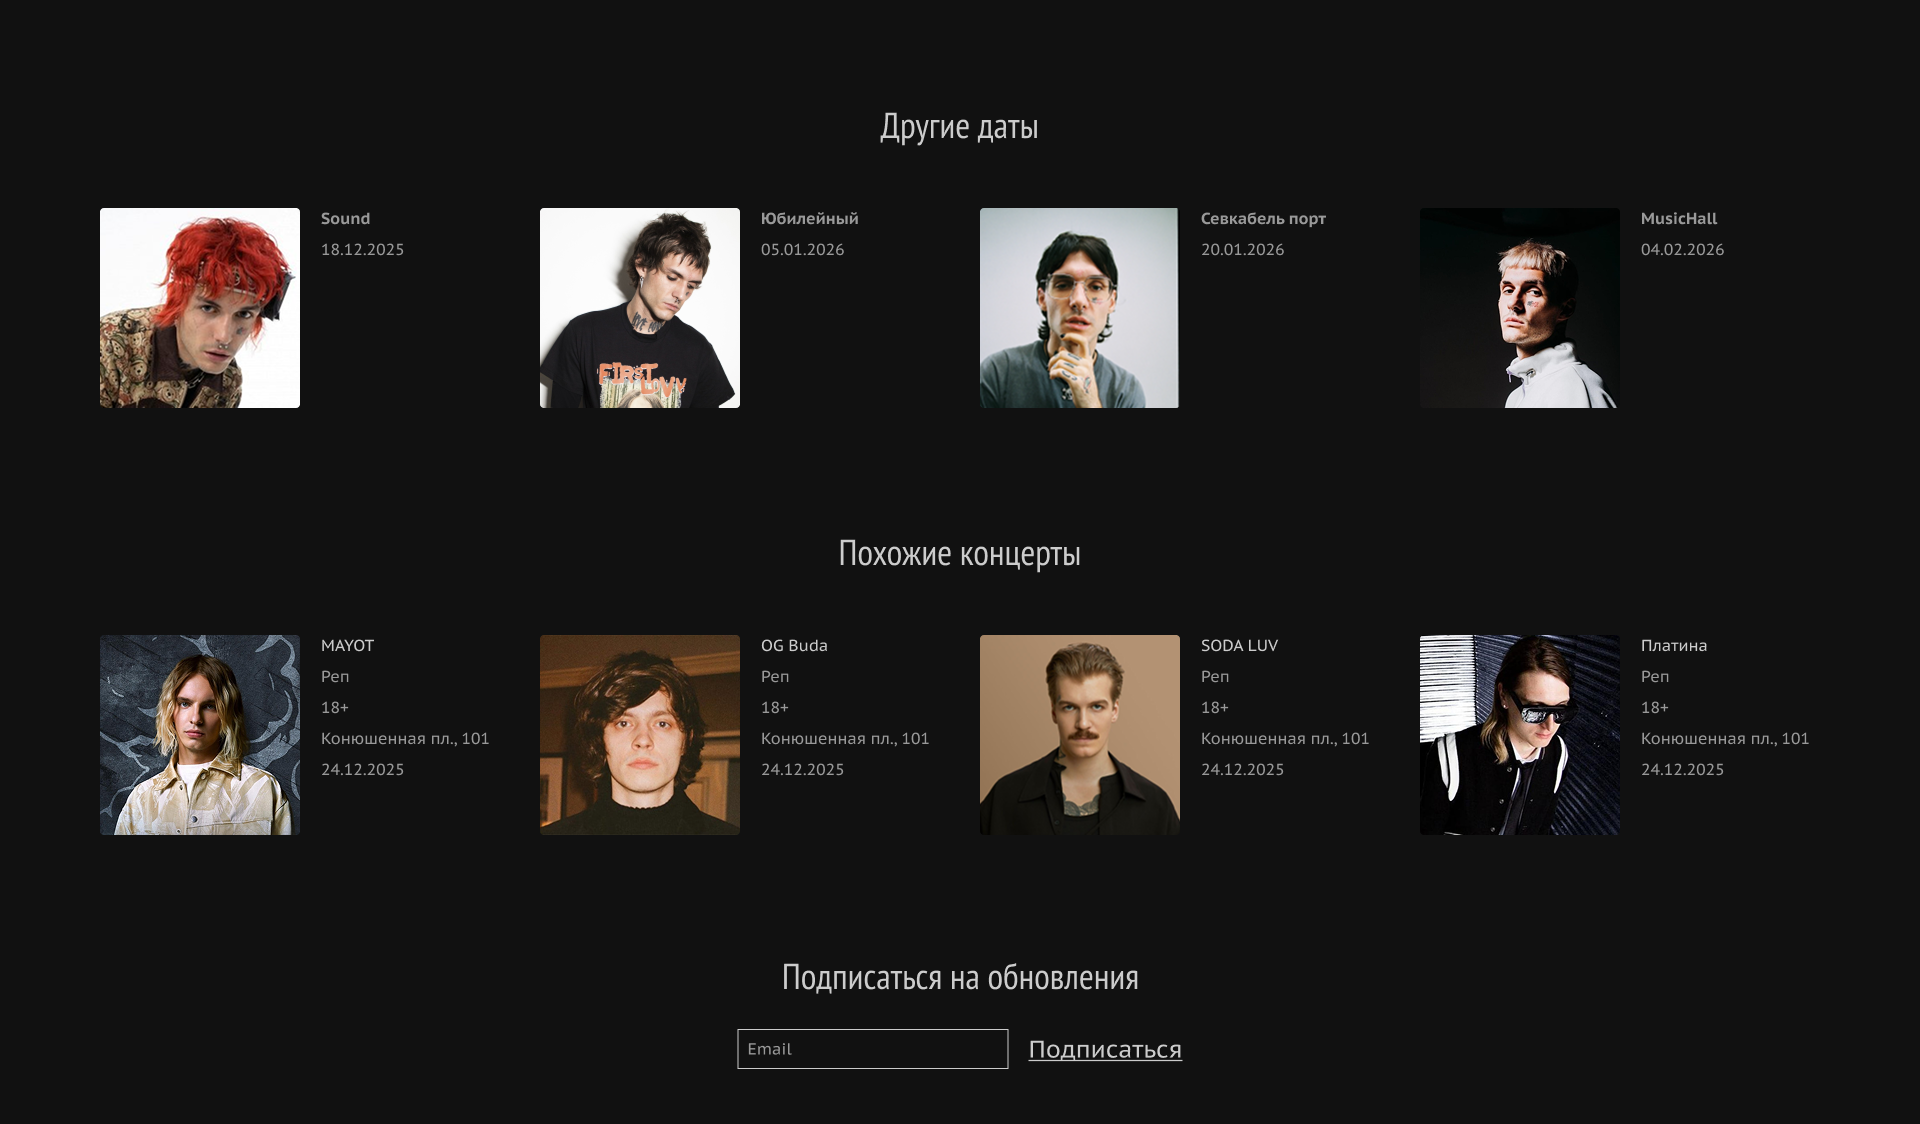 Другие даты
Sound
18.12.2025
Юбилейный
05.01.2026
Севкабель порт
20.01.2026
MusicHall
04.02.2026
FIRST
LUVV
Похожие концерты
MAYOT
Реп
18+
Конюшенная пл., 101
24.12.2025
OG Buda
Реп
18+
Конюшенная пл., 101
24.12.2025
SODA LUV
Реп
18+
Конюшенная пл., 101
24.12.2025
Платина
Реп
18+
Конюшенная пл., 101
24.12.2025
Подписаться на обновления
Email
Подписаться